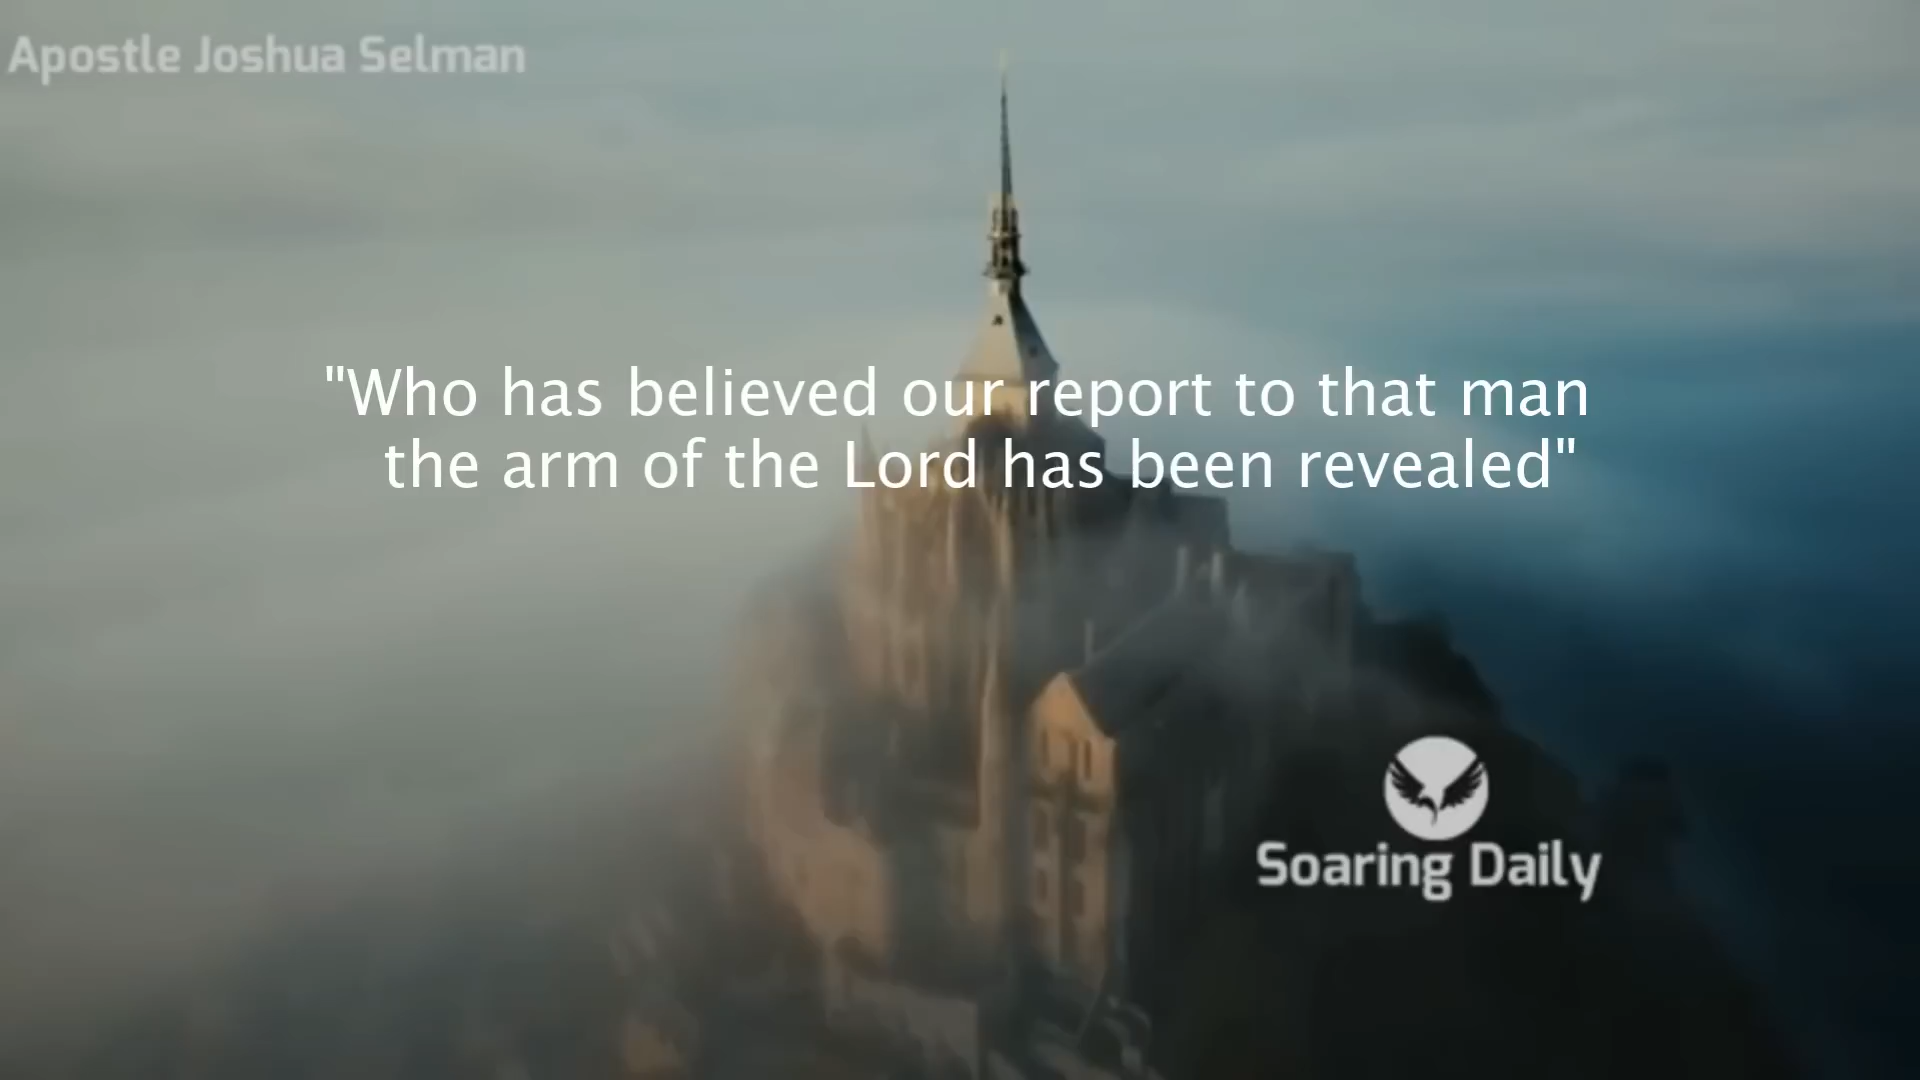 Apostle Joshua Selman
"Who has believed our report to that man
the arm of the Lord has been revealed"
Soaring Daily